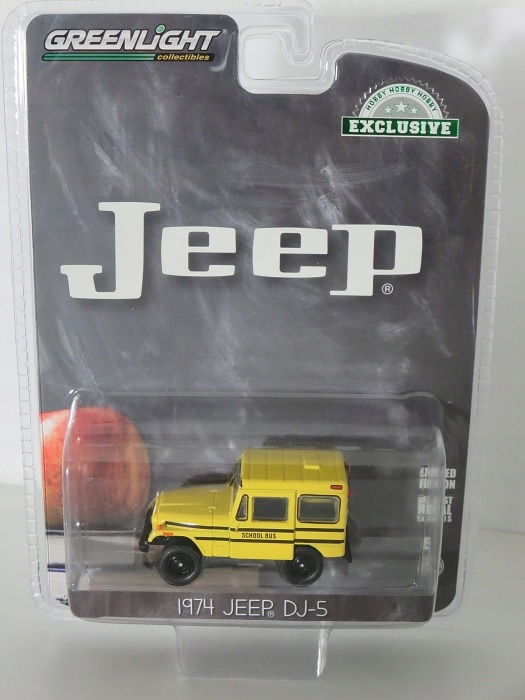 GREENLIGHT
collectibles
HOBBY HOBBY HOBBY
EXCLUSIVE
Jeep®
SCHOOL BUS
1974 JEEP® DJ-5